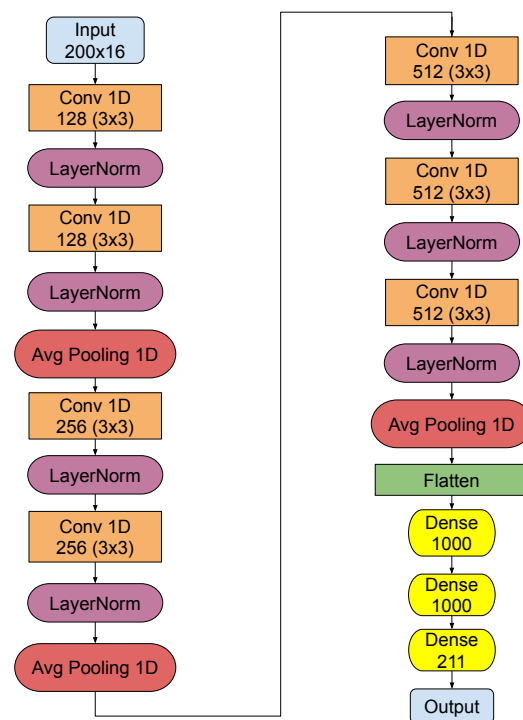 Input
200x16
Conv 1D
128 (3x3)
LayerNorm
Conv 1D
128 (3x3)
LayerNorm
Avg Pooling 1D
Conv 1D
256 (3x3)
LayerNorm
Conv 1D
256 (3x3)
LayerNorm
Avg Pooling 1D
Conv 1D
512 (3x3)
LayerNorm
Conv 1D
512 (3x3)
LayerNorm
Conv 1D
512 (3x3)
LayerNorm
Avg Pooling 1D
Flatten
Dense
1000
Dense
1000
Dense
211
Output